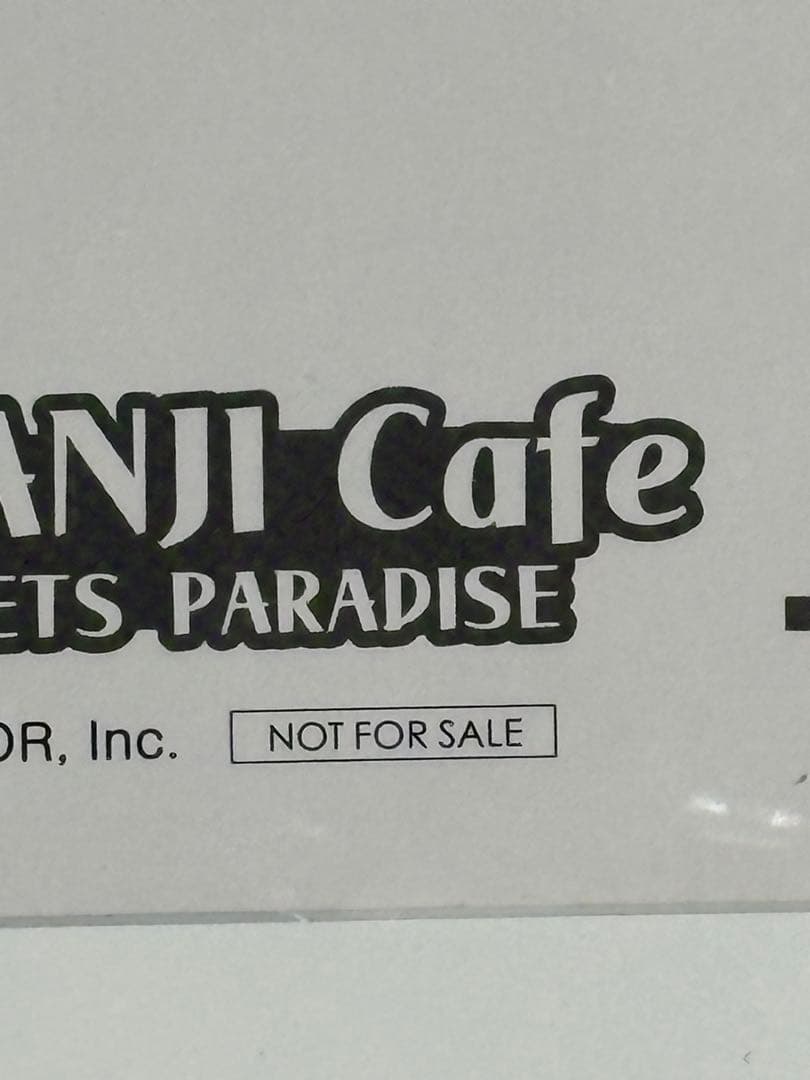 ANJI Cafe
ETS PARADISE
OR, Inc.
NOT FOR SALE